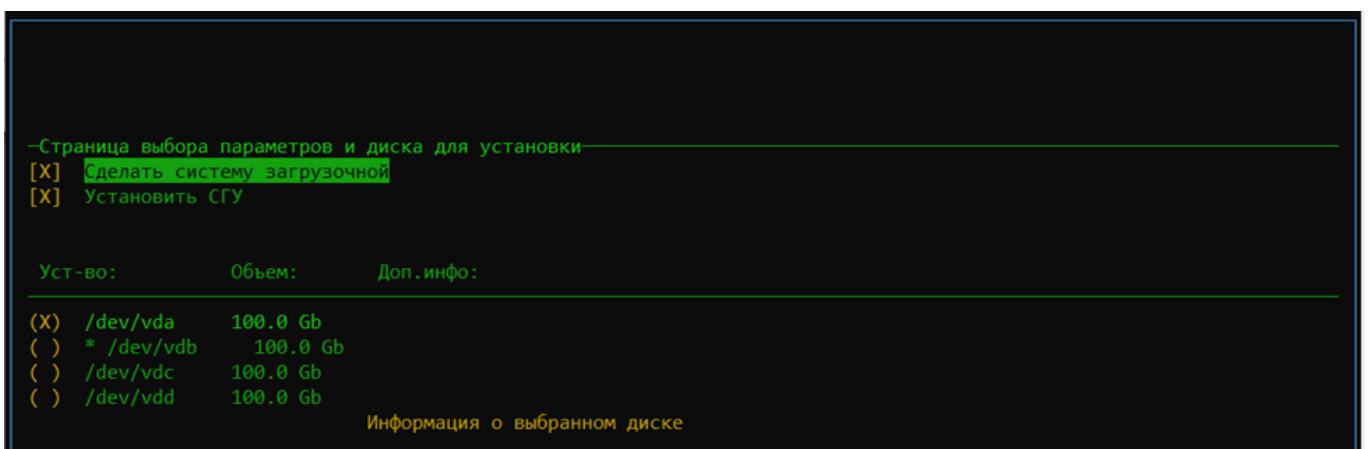 Страница выбора параметров и диска для установки
[X] Сделать систему загрузочной
[X] Установить СГУ
Уст-во: Объем: Доп.инфо:
(X) /dev/vda 100.0 Gb
( ) * /dev/vdb 100.0 Gb
( ) /dev/vdc 100.0 Gb
( ) /dev/vdd 100.0 Gb
Информация о выбранном диске